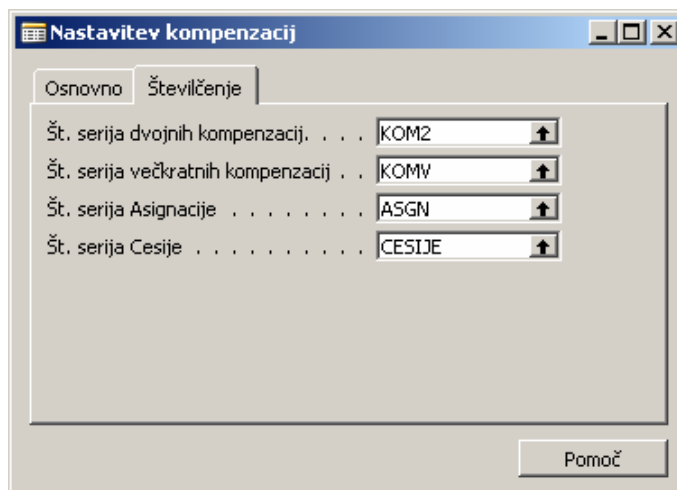 Nastavitev kompenzacij
Osnovno Številčenje
Št. serija dvojnih kompenzacij. . . . KOM2
Št. serija večkratnih kompenzacij . . KOMV
Št. serija Asignacije . . . . . . . . ASGN
Št. serija Cesije . . . . . . . . . . CESIJE
Pomoč